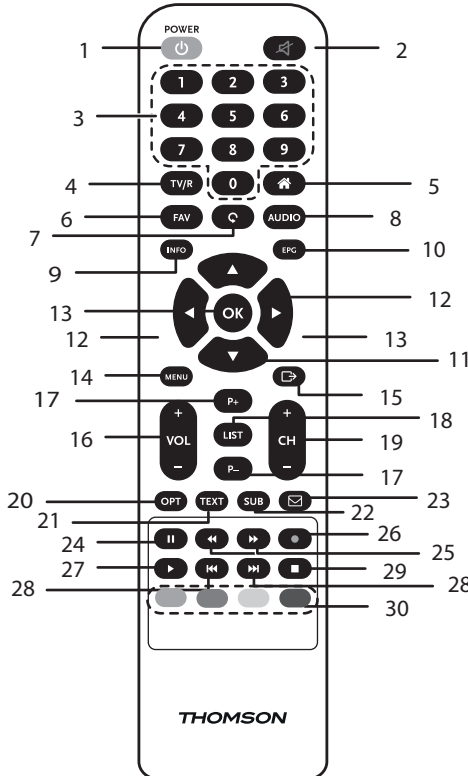 POWER
1
2
1 2 3
3
4 5 6
7 8 9
4
TV/R
0
5
6
FAV
AUDIO
8
7
INFO
EPG
10
9
13
OK
12
12
13
11
14
MENU
15
17
P+
18
16
+
VOL
-
LIST
+
CH
-
19
P-
17
20
OPT
TEXT
SUB
23
21
22
24
26
25
27
29
28
28
30
THOMSON